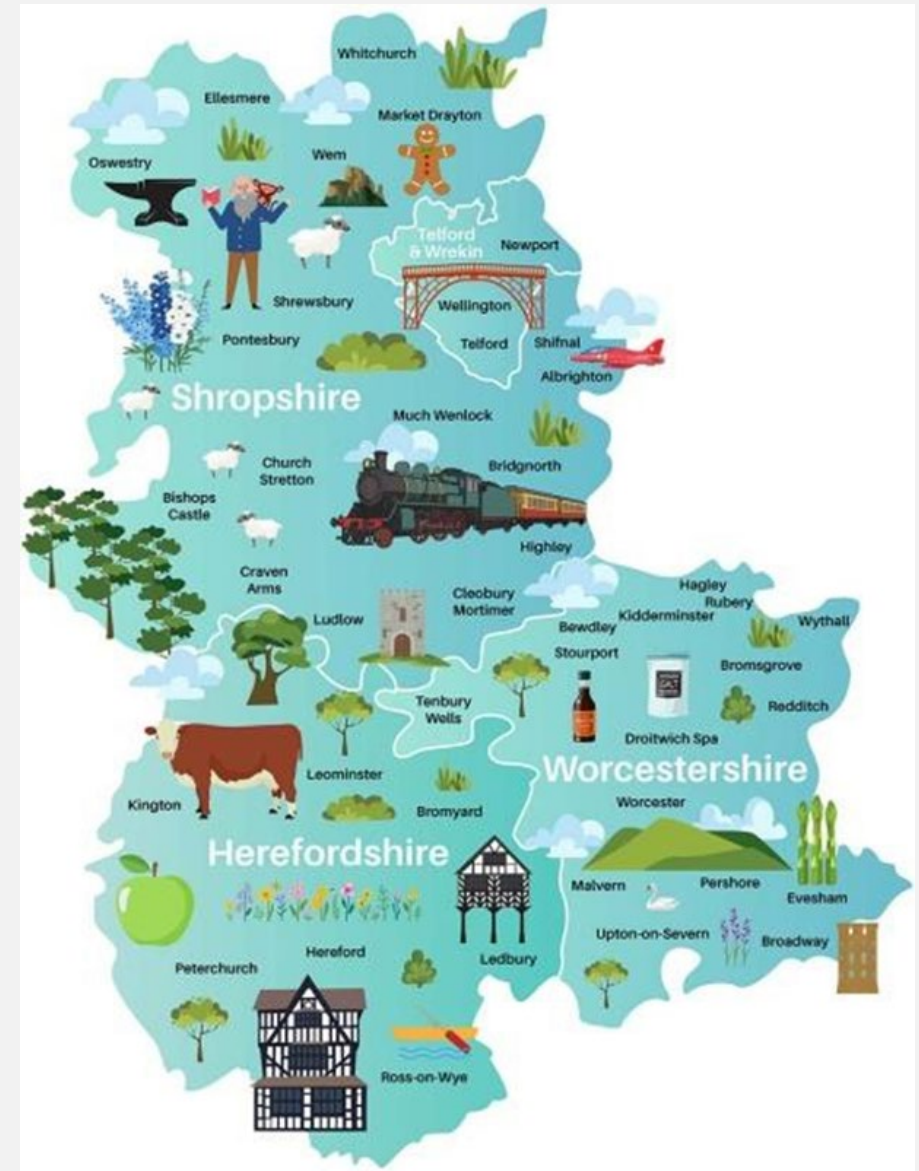 Whitchurch
Ellesmere
Market Drayton
Oswestry
Wem
Telford
& Wrekin
Newport
Shrewsbury
Wellington
Pontesbury
Telford
Shifnal
Albrighton
Shropshire
Much Wenlock
Church
Stretton
Bridgnorth
Bishops
Castle
Highley
Craven
Arms
Ludlow
Cleobury
Mortimer
Hagley
Rubery
Kidderminster
Bewdley
Wythall
Stourport
Bromsgrove
Tenbury
Wells
SALT
Redditch
Droitwich Spa
Worcestershire
Leominster
Kington
Bromyard
Worcester
Herefordshire
Malvern
Pershore
Evesham
Upton-on-Severn
Broadway
Hereford
Ledbury
Peterchurch
Ross-on-Wye